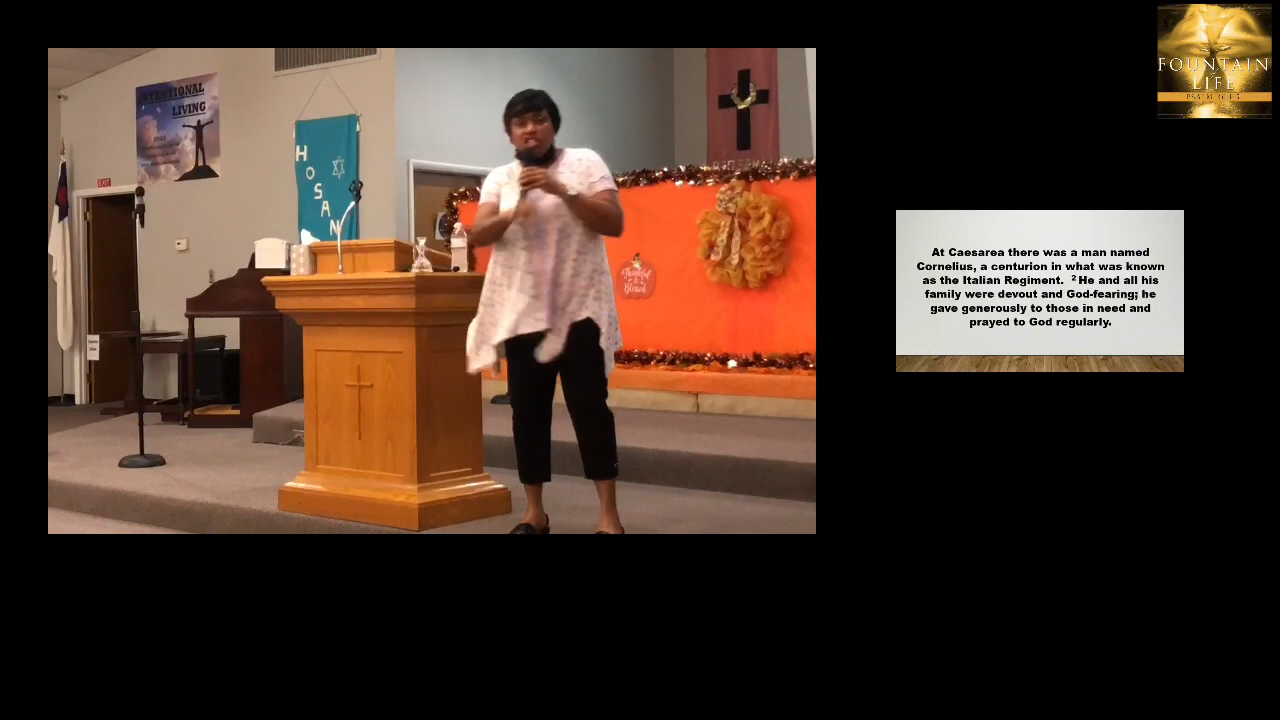 FOUNTAIN
of
LIFE
INTENTIONAL
LIVING
EXIT
HOSAN
Thankful
&
Blessed
At Caesarea there was a man named
Cornelius, a centurion in what was known
as the Italian Regiment. 2 He and all his
family were devout and God-fearing; he
gave generously to those in need and
prayed to God regularly.